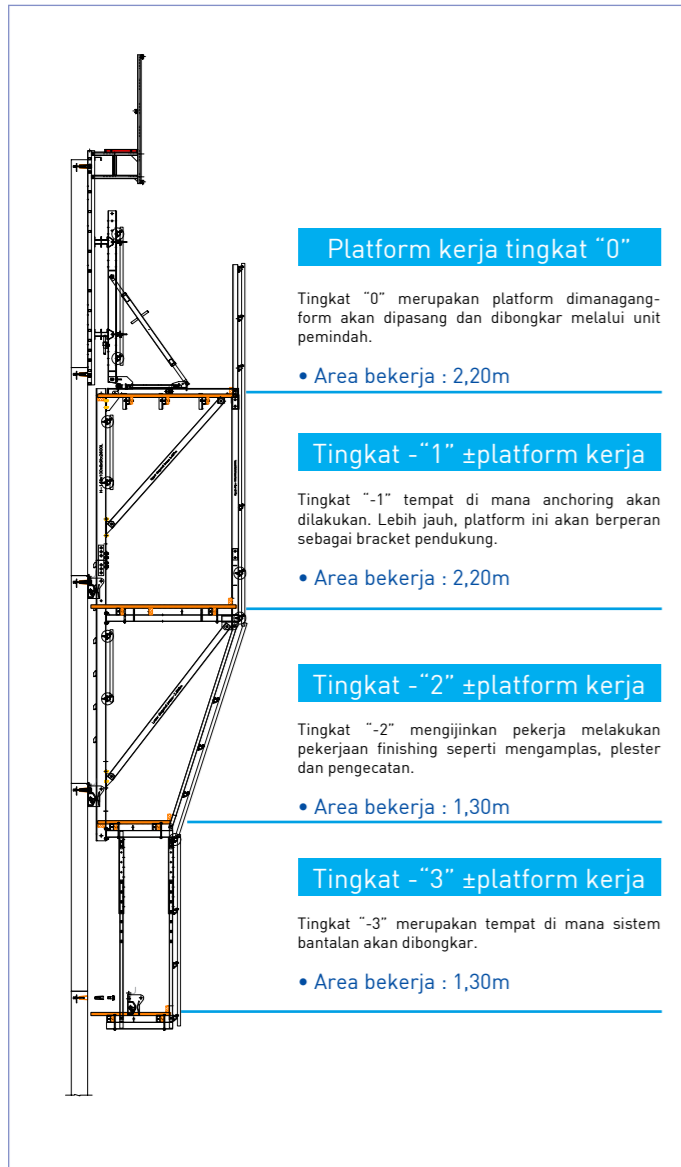 Platform kerja tingkat “0”
Tingkat “0” merupakan platform dimanagang-
form akan dipasang dan dibongkar melalui unit
pemindah.
• Area bekerja : 2,20m
Tingkat -“1” ±platform kerja
Tingkat “-1” tempat di mana anchoring akan
dilakukan. Lebih jauh, platform ini akan berperan
sebagai bracket pendukung.
• Area bekerja : 2,20m
Tingkat -“2” ±platform kerja
Tingkat “-2” mengijinkan pekerja melakukan
pekerjaan finishing seperti mengamplas, plester
dan pengecatan.
• Area bekerja : 1,30m
Tingkat -“3” ±platform kerja
Tingkat “-3” merupakan tempat di mana sistem
bantalan akan dibongkar.
• Area bekerja : 1,30m